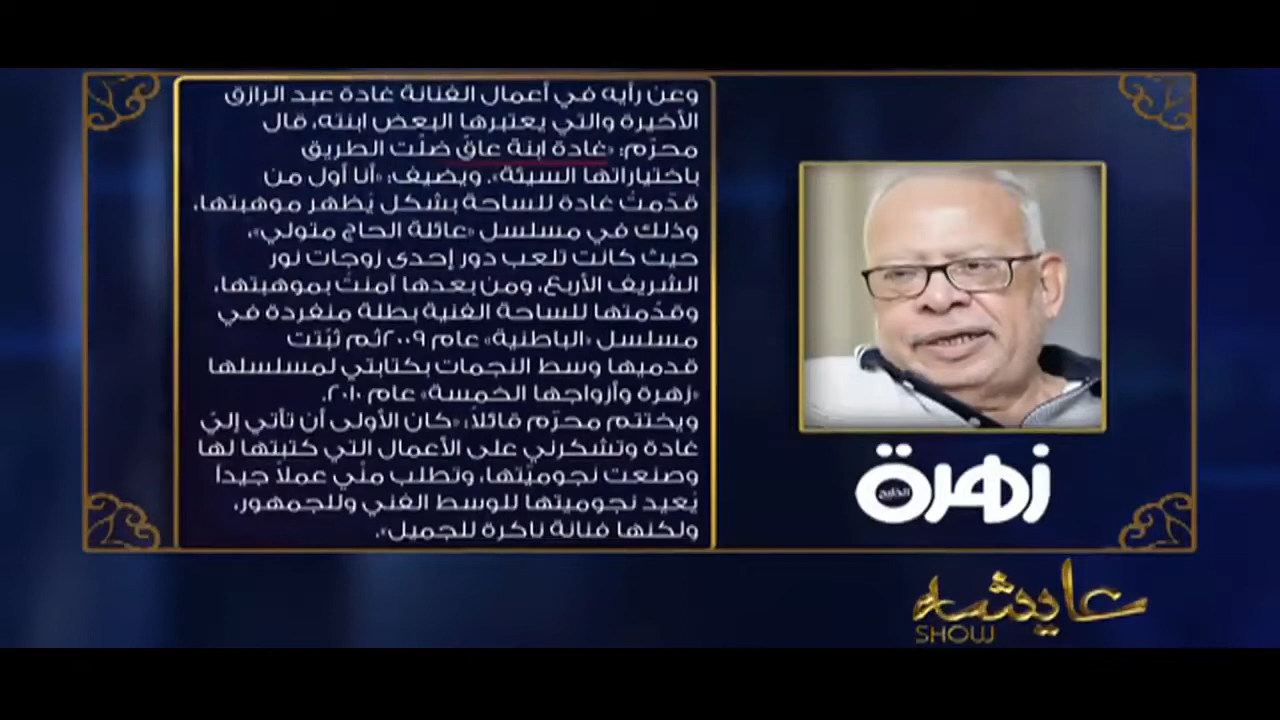 وعن رأيه في أعمال الفنانة غادة عبد الرازق
الأخيرة والتي يعتبرها البعض ابنته، قال
محرّم: «غادة ابنة عاقّ ضلّت الطريق
باختياراتها السيئة». ويضيف: «أنا أول من
قدّمتُ غادة للساحة بشكل يُظهر موهبتها،
وذلك في مسلسل «عائلة الحاج متولي»،
حيث كانت تلعب دور إحدى زوجات نور
الشريف الأربع، ومن بعدها آمنتُ بموهبتها،
وقدّمتها للساحة الفنية بطلة منفردة في
مسلسل «الباطنية» عام ٢٠٠٩ثم ثبّتت
قدميها وسط النجمات بكتابتي لمسلسلها
«زهرة وأزواجها الخمسة» عام ٢٠١٠.
ويختتم محرّم قائلاً: «كان الأولى أن تأتي إليّ
غادة وتشكرني على الأعمال التي كتبتها لها
وصنعت نجوميّتها، وتطلب منّي عملاً جيداً
يُعيد نجوميتها للوسط الفني وللجمهور،
ولكنها فنانة ناكرة للجميل».
زهرة
الخليج
عايشه
SHOW